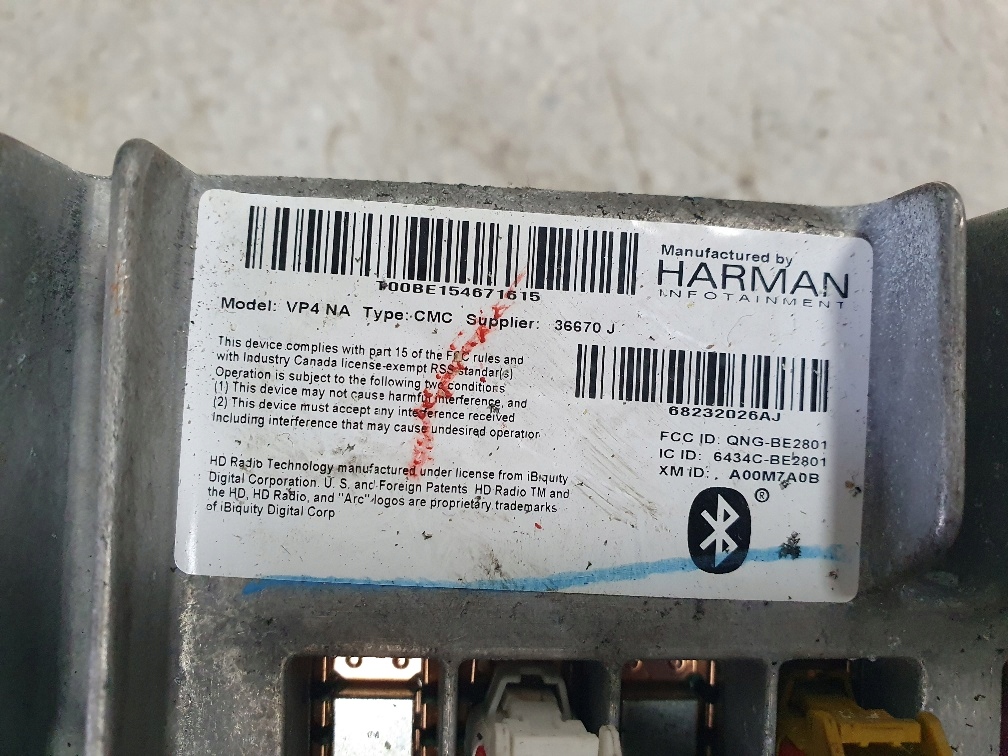 T00BE154671615
Manufactured by
HARMAN
INFOTAINMENT
Model: VP4 NA Type: CMC Supplier: 36670 J
This device complies with part 15 of the FCC rules and
with Industry Canada license-exempt RSS standar(s)
Operation is subject to the following two conditions
(1) This device may not cause harmful interference, and
(2) This device must accept any interference received
Including interference that may cause undesired operation
68232026AJ
FCC ID: QNG-BE2801
IC ID: 6434C-BE2801
XM ID: A00M7A0B
HD Radio Technology manufactured under license from iBiquity
Digital Corporation. U. S. and Foreign Patents HD Radio TM and
the HD, HD Radio, and "Arc" logos are proprietary trademarks
of iBiquity Digital Corp
®